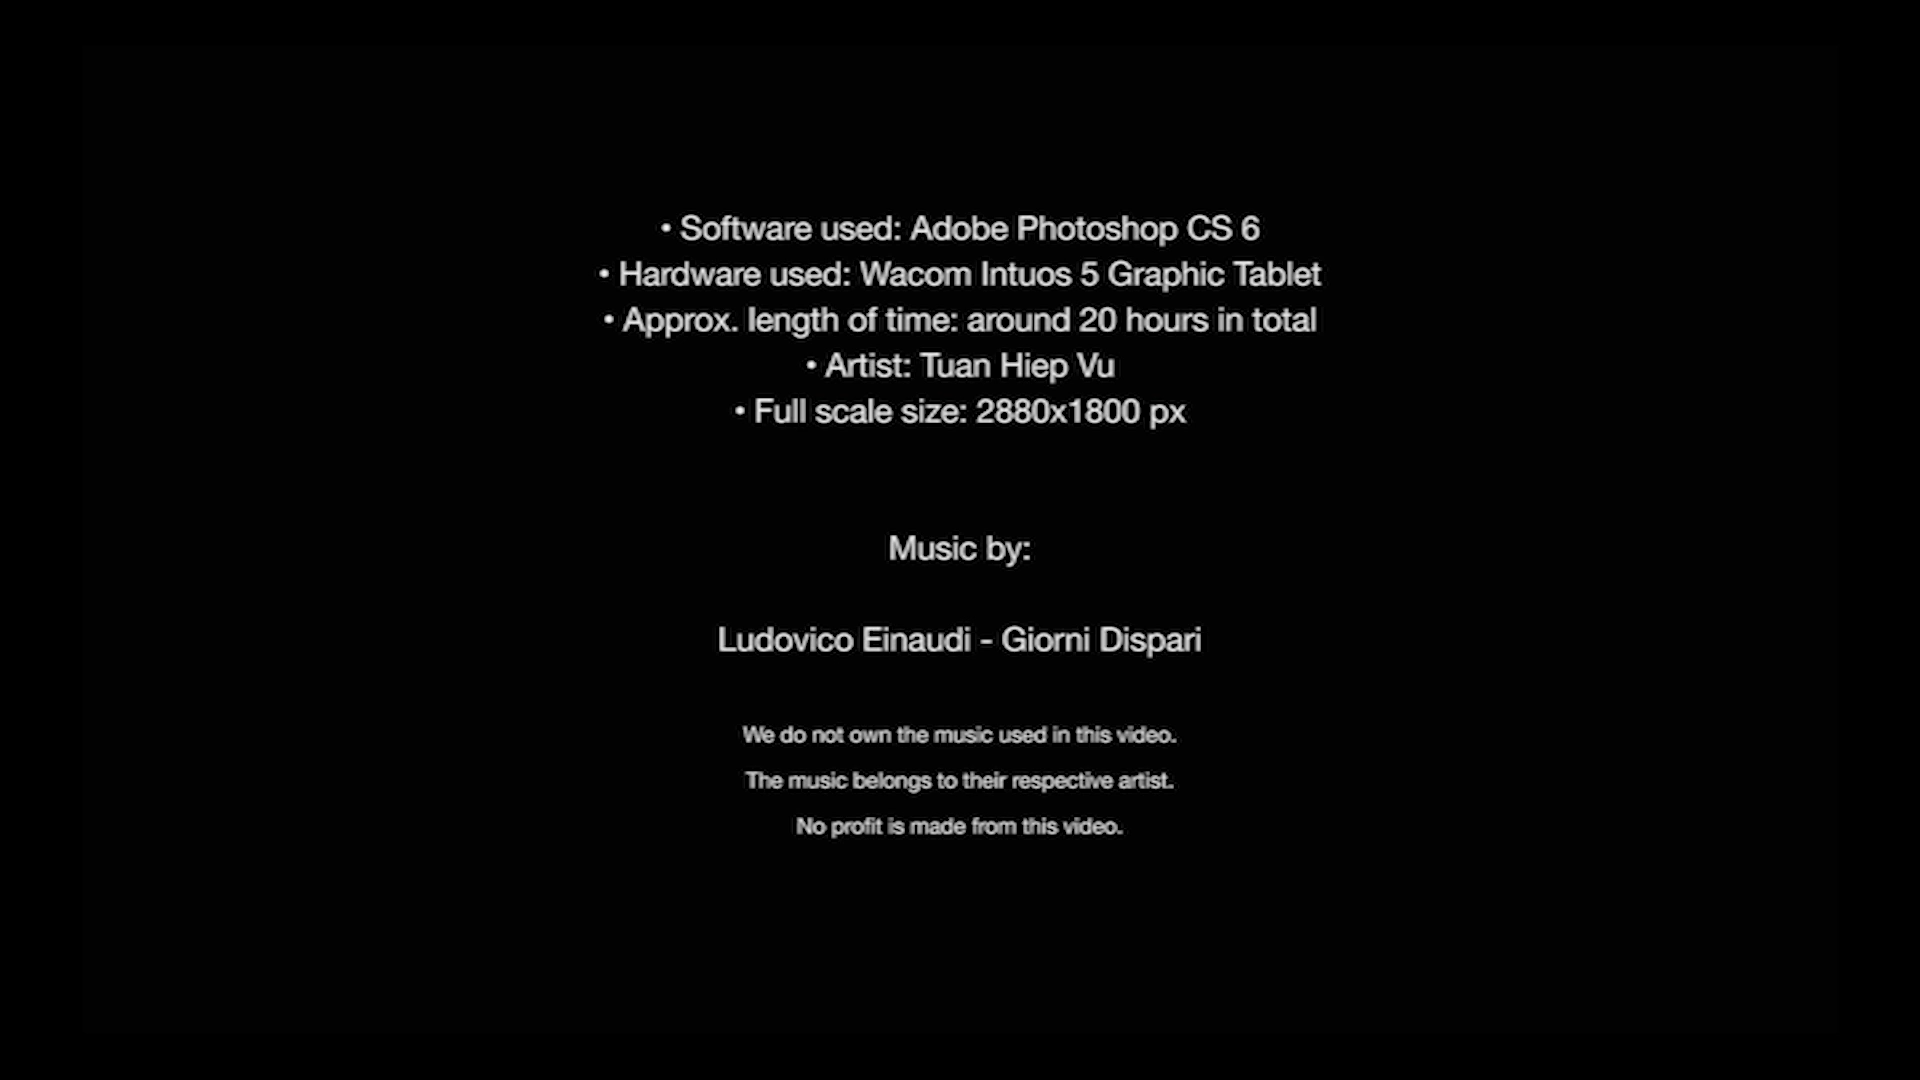 • Software used: Adobe Photoshop CS 6
• Hardware used: Wacom Intuos 5 Graphic Tablet
• Approx. length of time: around 20 hours in total
• Artist: Tuan Hiep Vu
• Full scale size: 2880x1800 px
Music by:
Ludovico Einaudi - Giorni Dispari
We do not own the music used in this video.
The music belongs to their respective artist.
No profit is made from this video.